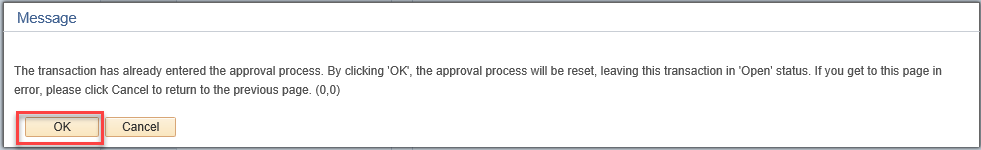 Message
The transaction has already entered the approval process. By clicking 'OK', the approval process will be reset, leaving this transaction in 'Open' status. If you get to this page in
error, please click Cancel to return to the previous page. (0,0)
OK Cancel